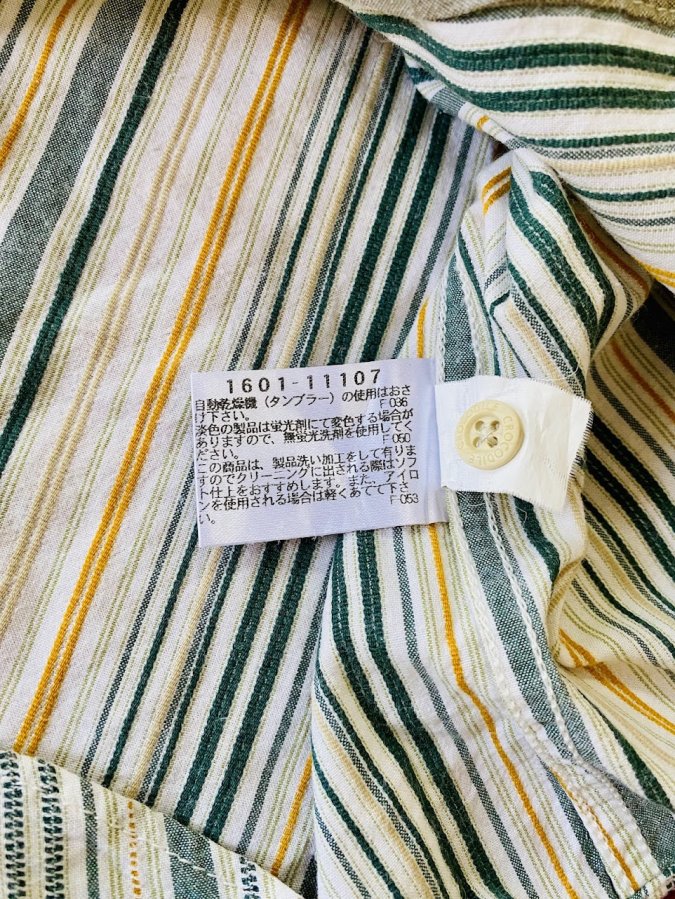 1601-11107
自動乾燥機（タンブラー）の使用はおさ
け下さい。 F 036
淡色の製品は蛍光剤にて変色する場合が
ありますので、無蛍光洗剤を使用してく
ださい。 F 050
この商品は、製品洗い加工をして有りま
すのでクリーニングに出される際はソフ
ト仕上をおすすめします。また、アイロ
ンを使用される場合は軽くあてて下さ
い。 F 053
CROCODILE